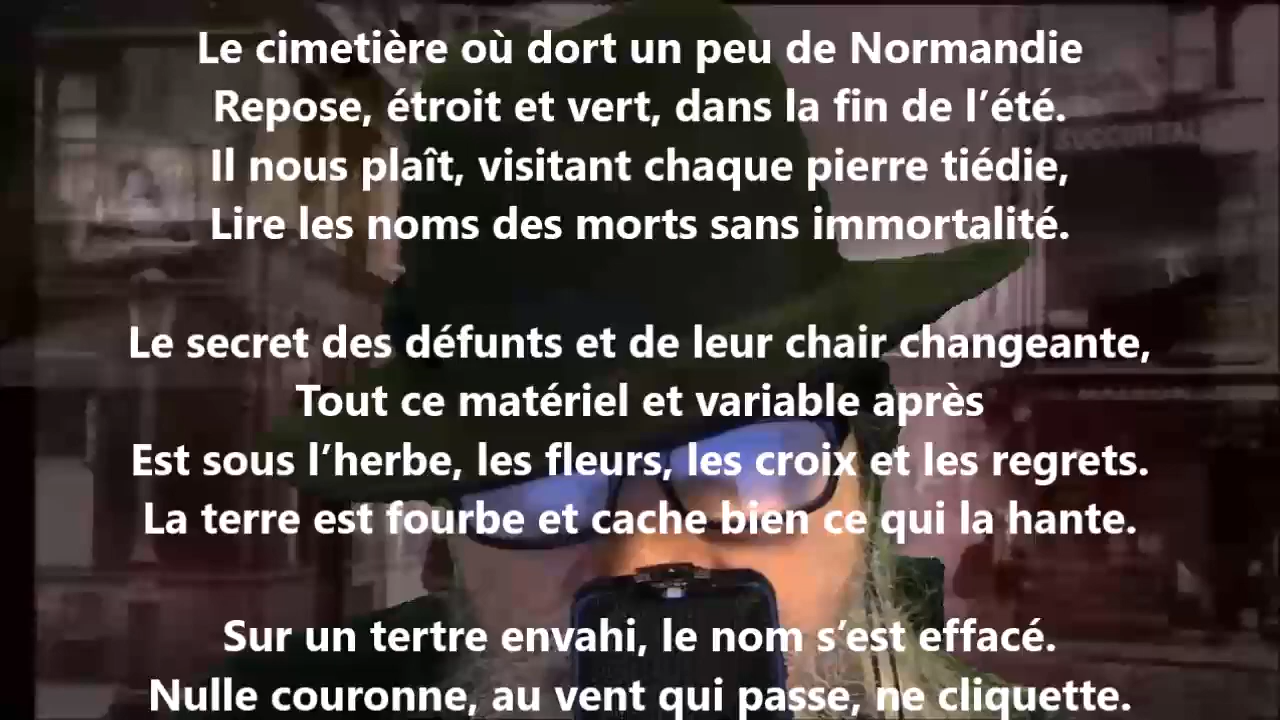 Le cimetière où dort un peu de Normandie
Repose, étroit et vert, dans la fin de l’été.
Il nous plaît, visitant chaque pierre tiédie,
Lire les noms des morts sans immortalité.
Le secret des défunts et de leur chair changeante,
Tout ce matériel et variable après
Est sous l’herbe, les fleurs, les croix et les regrets.
La terre est fourbe et cache bien ce qui la hante.
Sur un tertre envahi, le nom s’est effacé.
Nulle couronne, au vent qui passe, ne cliquette.